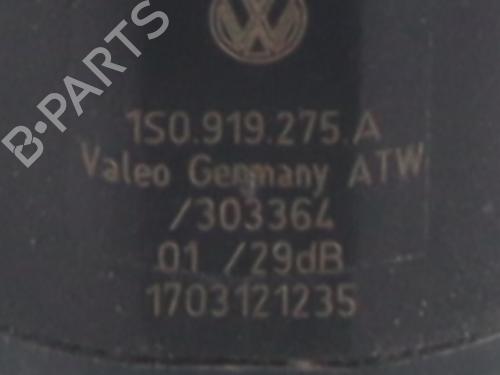 B-PARTS
1S0.919.275.A
Valeo Germany ATW
/303364
01 /29dB
1703121235